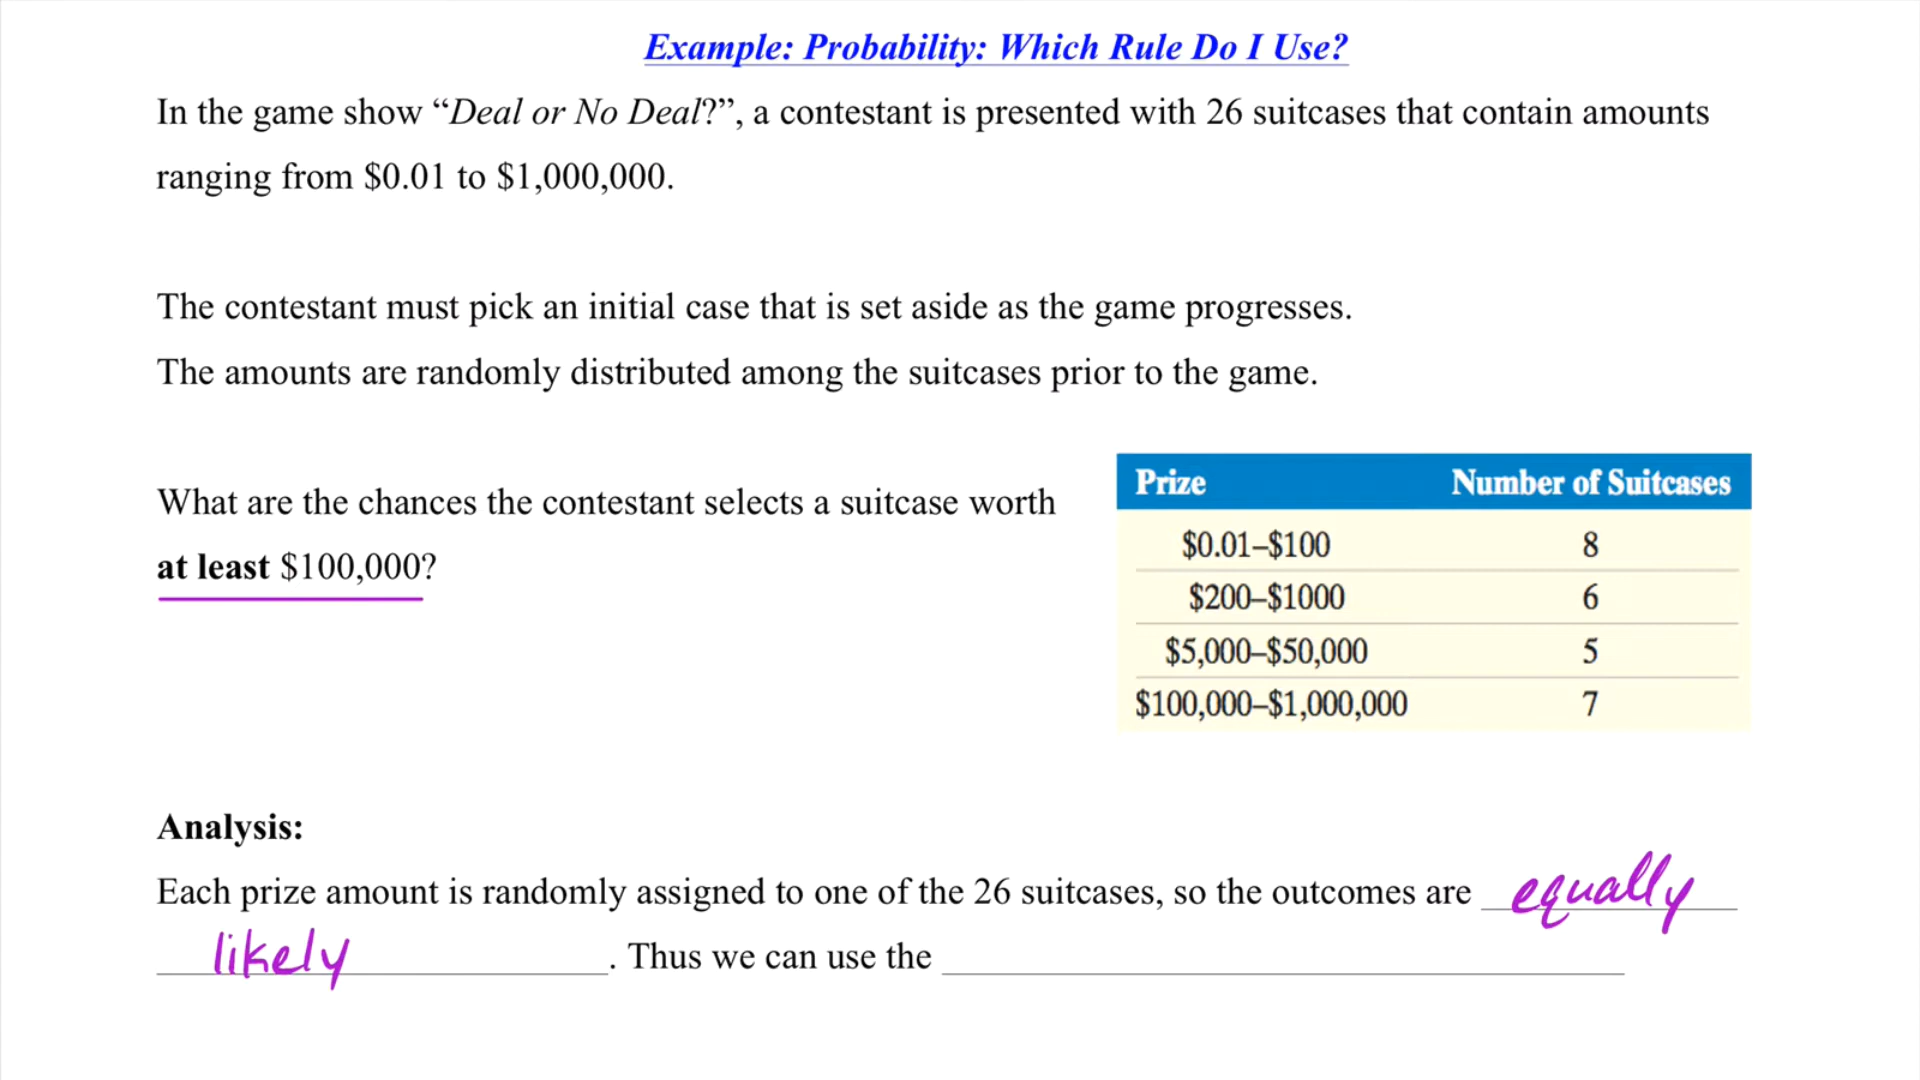 Example: Probability: Which Rule Do I Use?
In the game show “Deal or No Deal?”, a contestant is presented with 26 suitcases that contain amounts
ranging from $0.01 to $1,000,000.
The contestant must pick an initial case that is set aside as the game progresses.
The amounts are randomly distributed among the suitcases prior to the game.
What are the chances the contestant selects a suitcase worth
at least $100,000?
Prize Number of Suitcases
$0.01–$100 8
$200–$1000 6
$5,000–$50,000 5
$100,000–$1,000,000 7
Analysis:
Each prize amount is randomly assigned to one of the 26 suitcases, so the outcomes are equally
likely. Thus we can use the